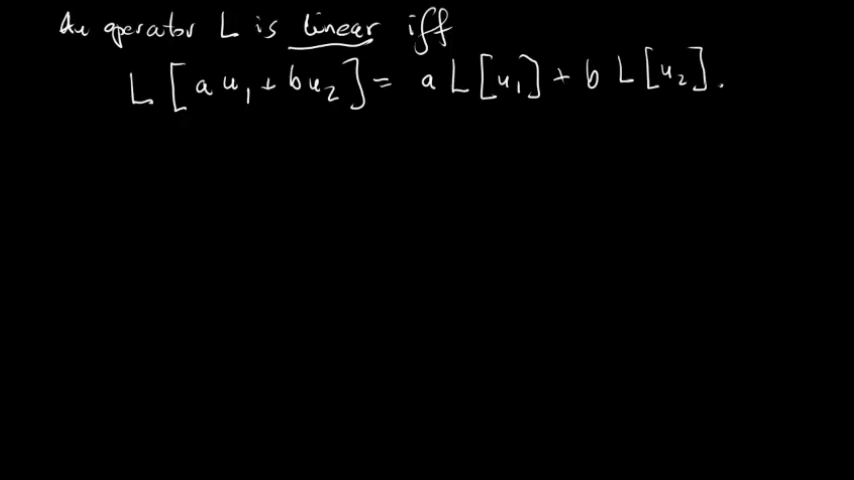 An operator L is linear iff
L[au₁ + bu₂] = a L[u₁] + b L[u₂].